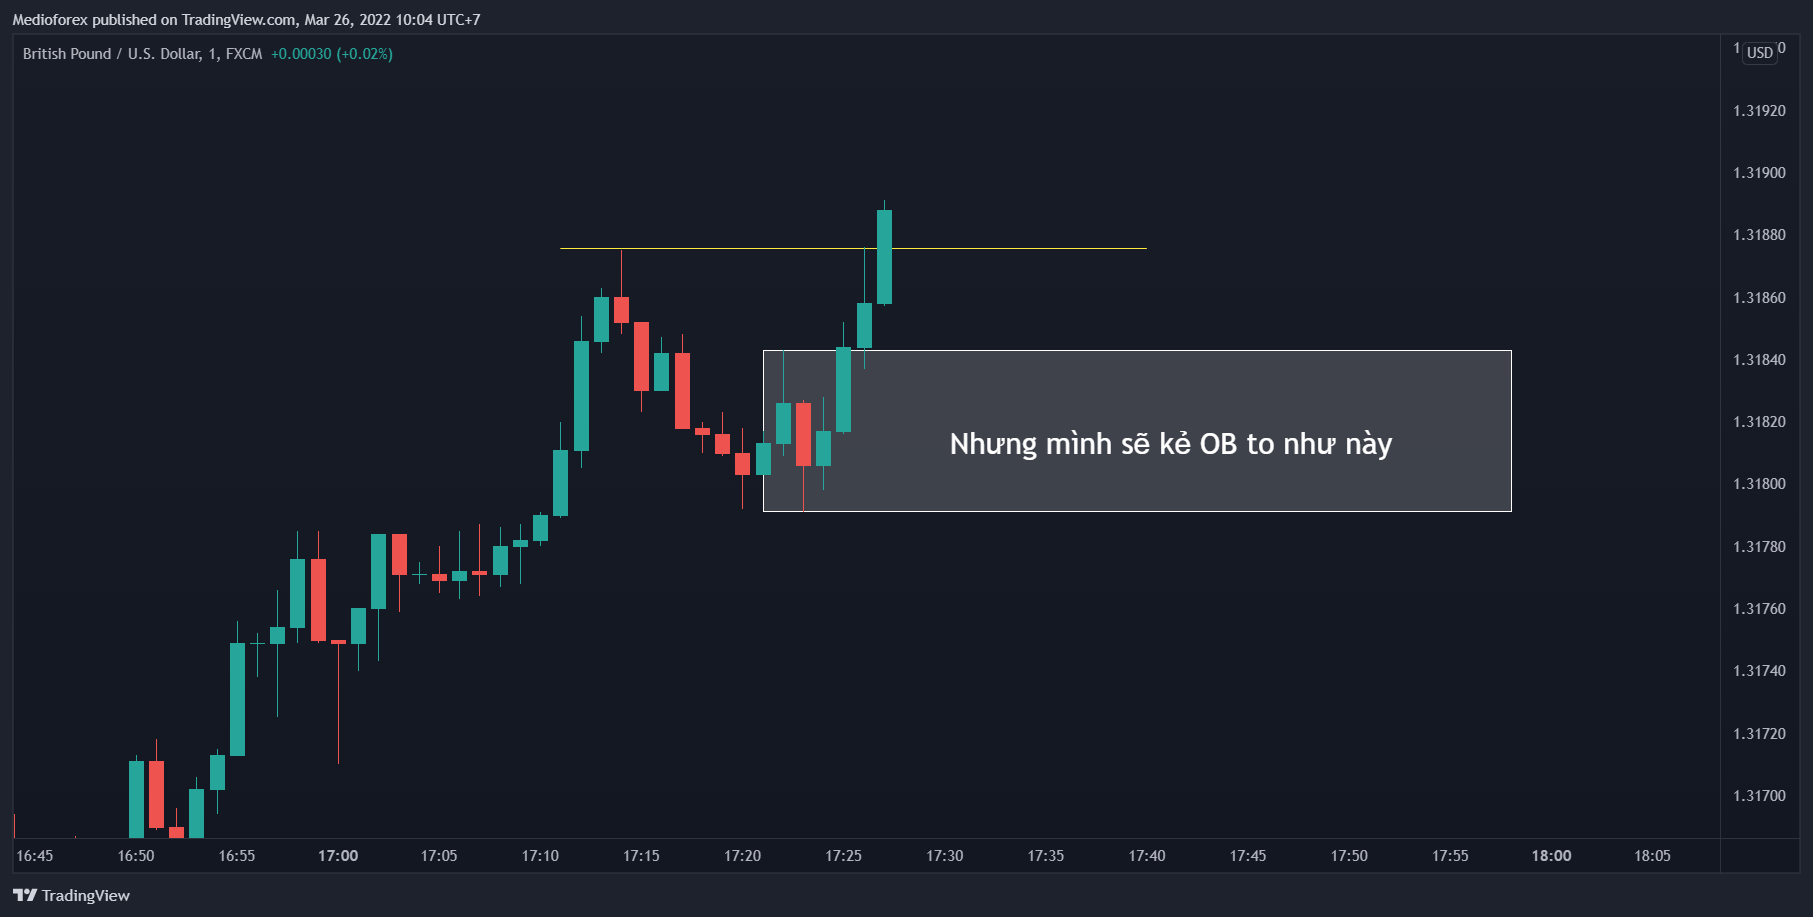 Medioforex published on TradingView.com, Mar 26, 2022 10:04 UTC+7
British Pound / U.S. Dollar, 1, FXCM +0.00030 (+0.02%)
USD
1.31920
1.31900
1.31880
1.31860
1.31840
1.31820
1.31800
1.31780
1.31760
1.31740
1.31720
1.31700
Nhưng mình sẽ kẻ OB to như này
16:45 16:50 16:55 17:00 17:05 17:10 17:15 17:20 17:25 17:30 17:35 17:40 17:45 17:50 17:55 18:00 18:05
TradingView